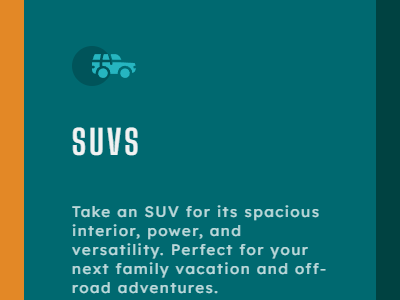 SUVS
Take an SUV for its spacious
interior, power, and
versatility. Perfect for your
next family vacation and off-
road adventures.